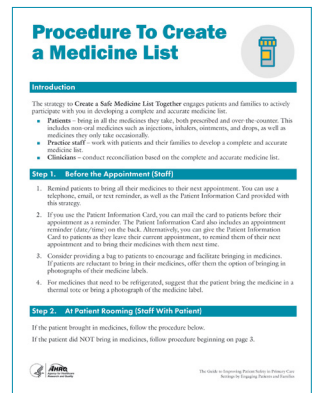 Procedure To Create
a Medicine List
Introduction
The strategy to Create a Safe Medicine List Together engages patients and families to actively
participate with you in developing a complete and accurate medicine list.
▪ Patients – bring in all the medicines they take, both prescribed and over-the-counter. This
includes non-oral medicines such as injections, inhalers, ointments, and drops, as well as
medicines they only take occasionally.
▪ Practice staff – work with patients and their families to develop a complete and accurate
medicine list.
▪ Clinicians – conduct reconciliation based on the complete and accurate medicine list.
Step 1. Before the Appointment (Staff)
1. Remind patients to bring all their medicines to their next appointment. You can use a
telephone, email, or text reminder, as well as the Patient Information Card provided with
this strategy.
2. If you use the Patient Information Card, you can mail the card to patients before their
appointment as a reminder. The Patient Information Card also includes an appointment
reminder (date/time) on the back. Alternatively, you can give the Patient Information
Card to patients as they leave their current appointment, to remind them of their next
appointment and to bring their medicines with them next time.
3. Consider providing a bag to patients to encourage and facilitate bringing in medicines.
If patients are reluctant to bring in their medicines, offer them the option of bringing in
photographs of their medicine labels.
4. For medicines that need to be refrigerated, suggest that the patient bring the medicine in a
thermal tote or bring a photograph of the medicine label.
Step 2. At Patient Rooming (Staff With Patient)
If the patient brought in medicines, follow the procedure below.
If the patient did NOT bring in medicines, follow procedure beginning on page 3.
AHRQ
Agency for Healthcare
Research and Quality
The Guide to Improving Patient Safety in Primary Care
Settings by Engaging Patients and Families